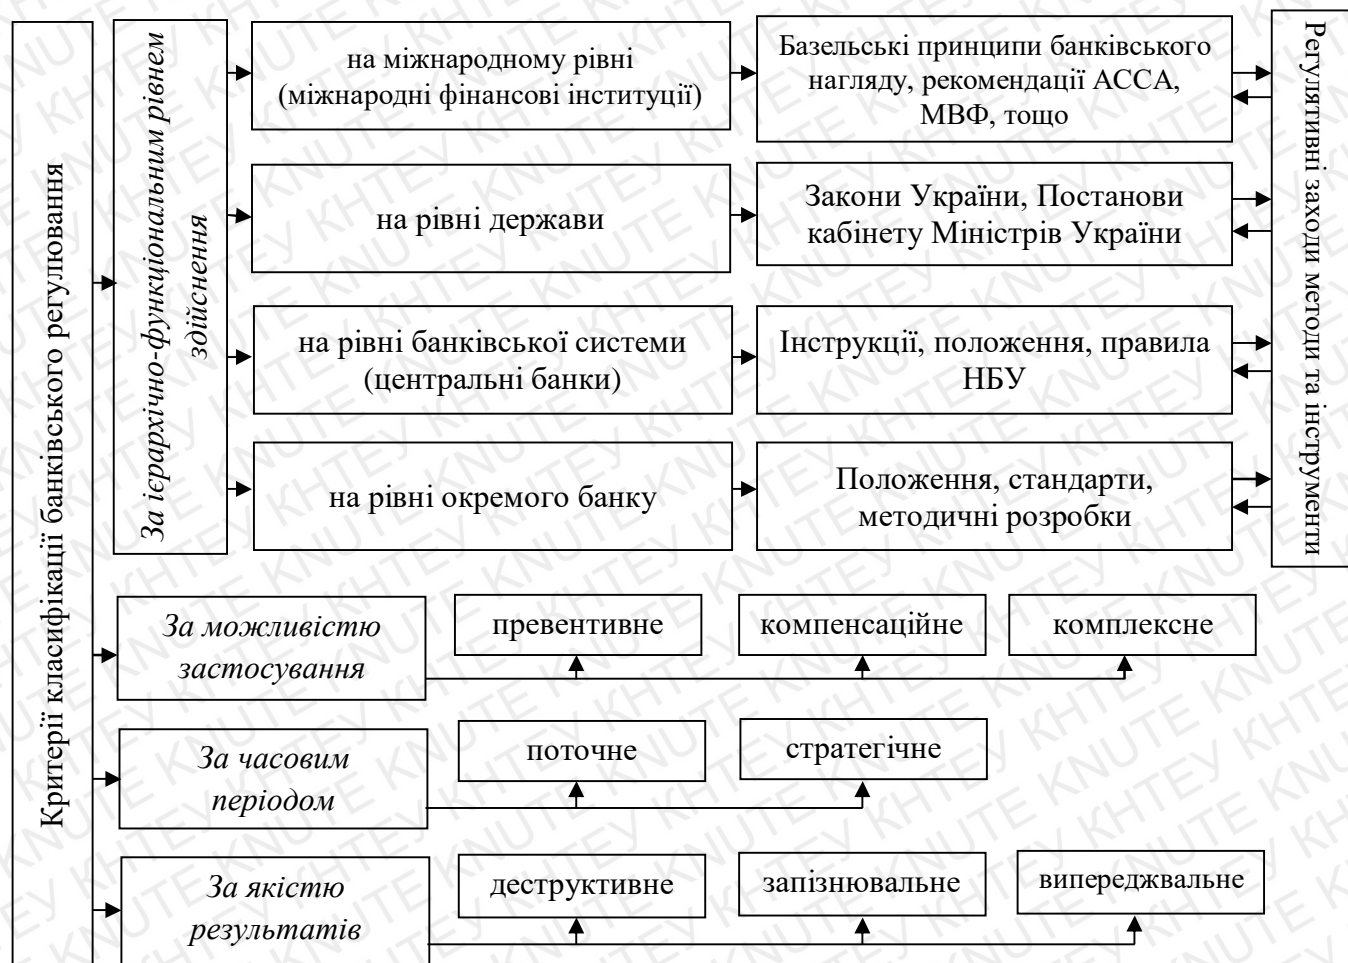 Критерії класифікації банківського регулювання
За ієрархічно-функціональним рівнем
здійснення
на міжнародному рівні
(міжнародні фінансові інституції)
Базельські принципи банківського
нагляду, рекомендації АССА,
МВФ, тощо
на рівні держави
Закони України, Постанови
кабінету Міністрів України
на рівні банківської системи
(центральні банки)
Інструкції, положення, правила
НБУ
на рівні окремого банку
Положення, стандарти,
методичні розробки
Регулятивні заходи методи та інструменти
За можливістю
застосування
превентивне
компенсаційне
комплексне
За часовим
періодом
поточне
стратегічне
За якістю
результатів
деструктивне
запізнювальне
випереджвальне